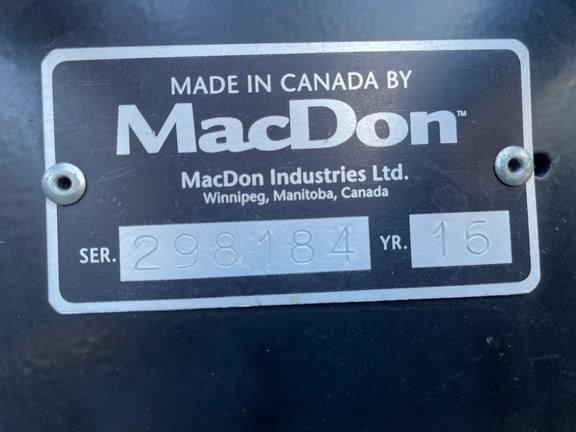 MADE IN CANADA BY
MacDon™
MacDon Industries Ltd.
Winnipeg, Manitoba, Canada
SER. 298184 YR. 16